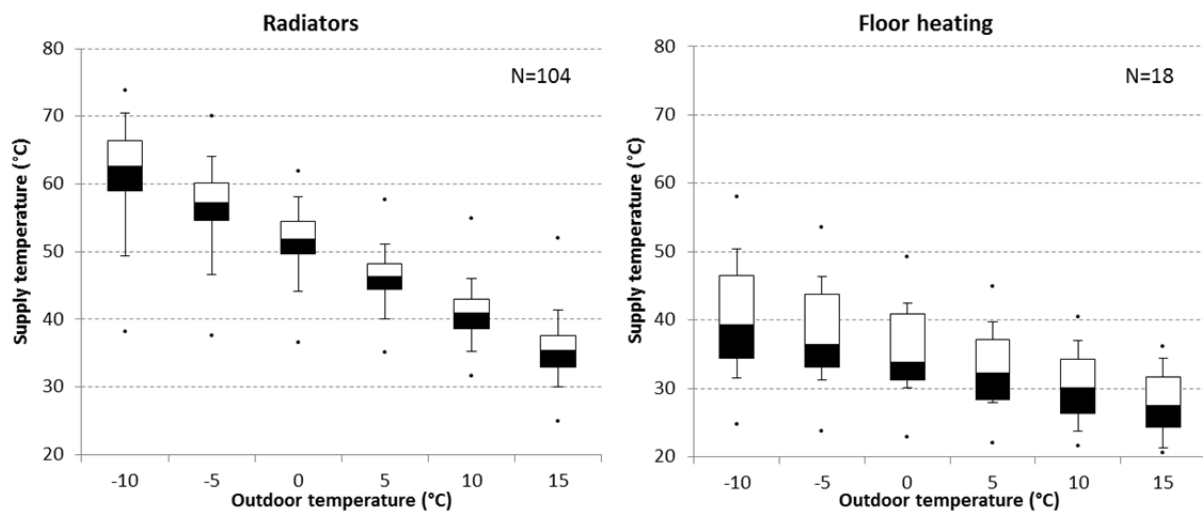 Radiators
N=104
Supply temperature (°C)
80
70
60
50
40
30
20
-10 -5 0 5 10 15
Outdoor temperature (°C)
Floor heating
N=18
Supply temperature (°C)
80
70
60
50
40
30
20
-10 -5 0 5 10 15
Outdoor temperature (°C)